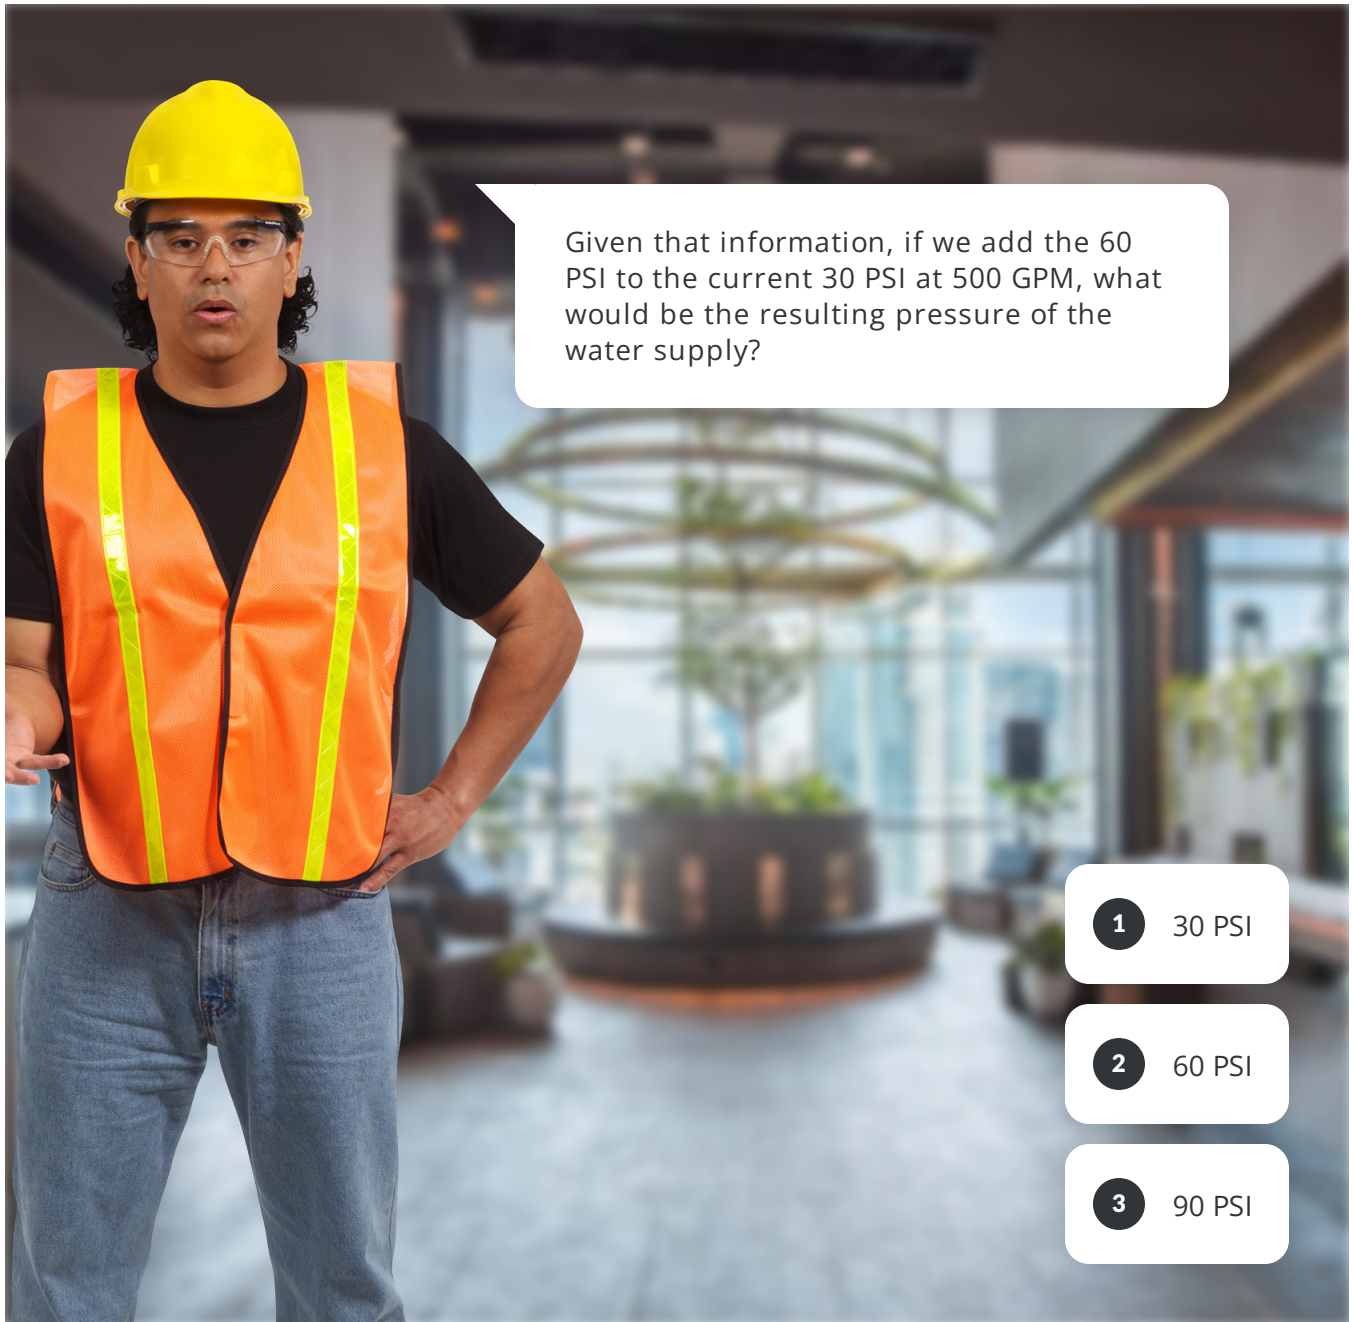 Given that information, if we add the 60
PSI to the current 30 PSI at 500 GPM, what
would be the resulting pressure of the
water supply?
1 30 PSI
2 60 PSI
3 90 PSI